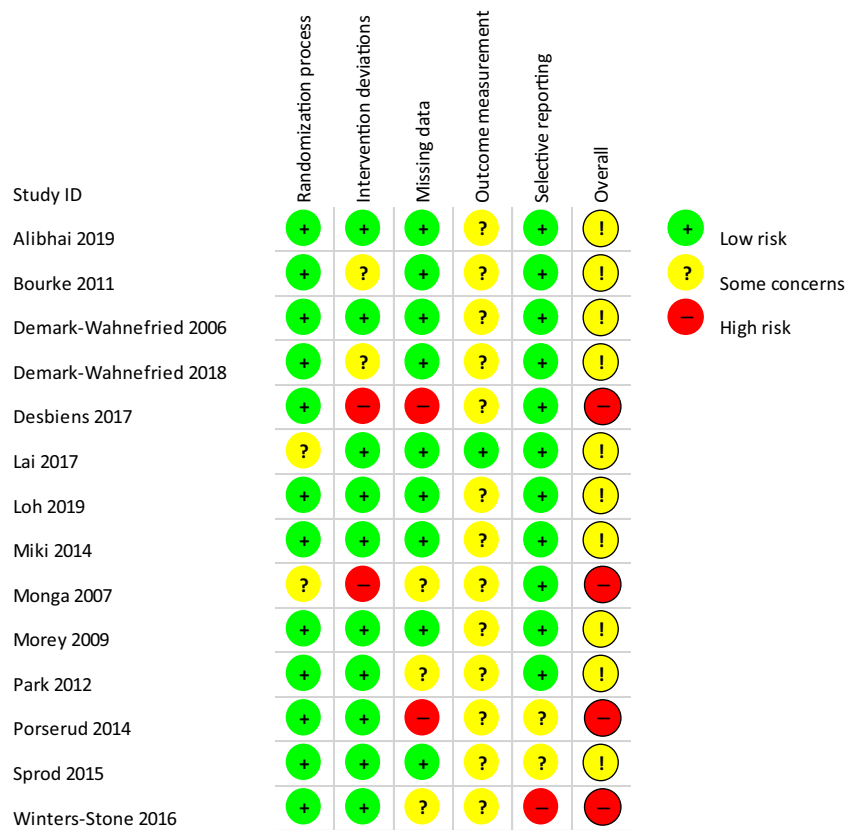 Randomization process
Intervention deviations
Missing data
Outcome measurement
Selective reporting
Overall
Study ID
Alibhai 2019 + + + ? + !
+ Low risk
Bourke 2011 + ? + ? + !
? Some concerns
Demark-Wahnefried 2006 + + + ? + !
− High risk
Demark-Wahnefried 2018 + ? + ? + !
Desbiens 2017 + − − ? + −
Lai 2017 ? + + + + !
Loh 2019 + + + ? + !
Miki 2014 + + + ? + !
Monga 2007 ? − ? ? + −
Morey 2009 + + + ? + !
Park 2012 + + ? ? + !
Porserud 2014 + + − ? ? −
Sprod 2015 + + + ? ? !
Winters-Stone 2016 + + ? ? − −